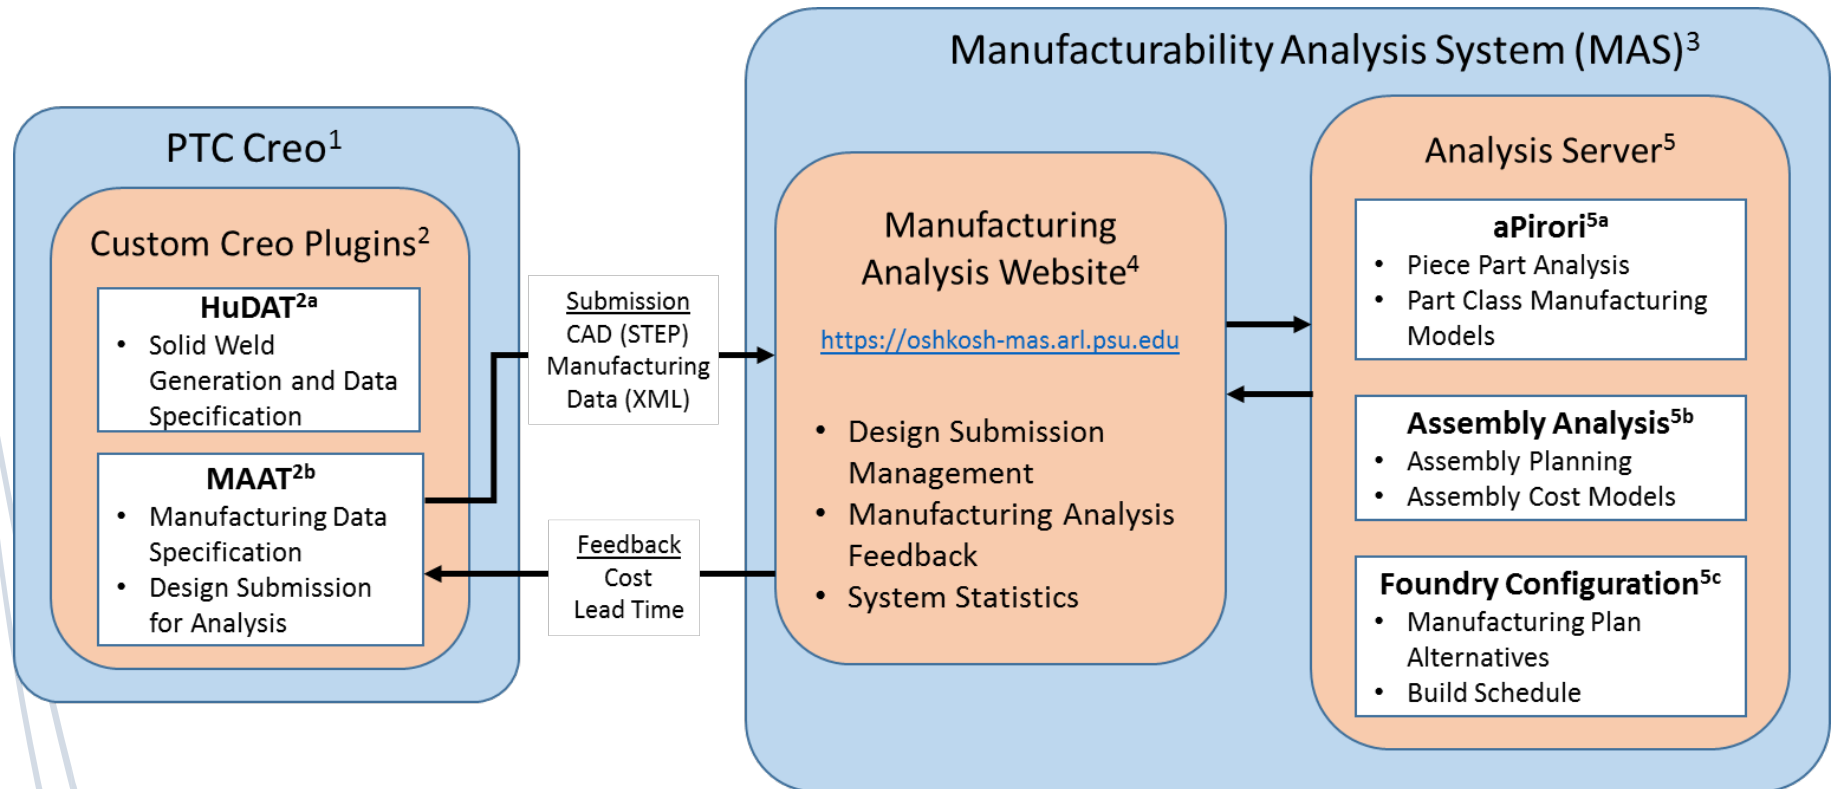 Manufacturability Analysis System (MAS)3
PTC Creo1
Custom Creo Plugins2
HuDAT2a
• Solid Weld
Generation and Data
Specification
MAAT2b
• Manufacturing Data
Specification
• Design Submission
for Analysis
Submission
CAD (STEP)
Manufacturing
Data (XML)
Feedback
Cost
Lead Time
Manufacturing
Analysis Website4
https://oshkosh-mas.arl.psu.edu
• Design Submission
Management
• Manufacturing Analysis
Feedback
• System Statistics
Analysis Server5
aPirori5a
• Piece Part Analysis
• Part Class Manufacturing
Models
Assembly Analysis5b
• Assembly Planning
• Assembly Cost Models
Foundry Configuration5c
• Manufacturing Plan
Alternatives
• Build Schedule